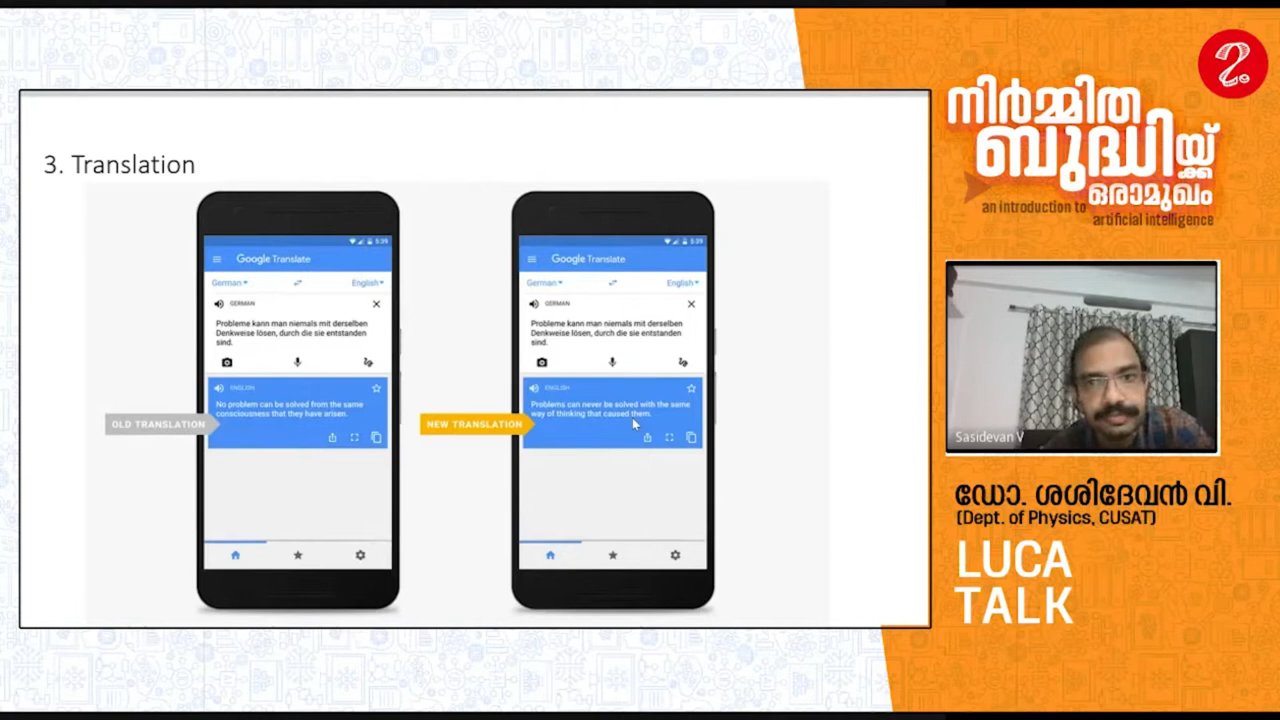 3. Translation
5:39
Google Translate
German
English
GERMAN
Probleme kann man niemals mit derselben
Denkweise lösen, durch die sie entstanden
sind.
ENGLISH
No problem can be solved from the same
consciousness that they have arisen.
OLD TRANSLATION
5:39
Google Translate
German
English
GERMAN
Probleme kann man niemals mit derselben
Denkweise lösen, durch die sie entstanden
sind.
ENGLISH
Problems can never be solved with the same
way of thinking that caused them.
NEW TRANSLATION
നിർമ്മിത
ബുദ്ധിയ്ക്ക്
ഒരാമുഖം
an introduction to
artificial intelligence
Sasidevan V
ഡോ. ശശിദേവൻ വി.
(Dept. of Physics, CUSAT)
LUCA
TALK